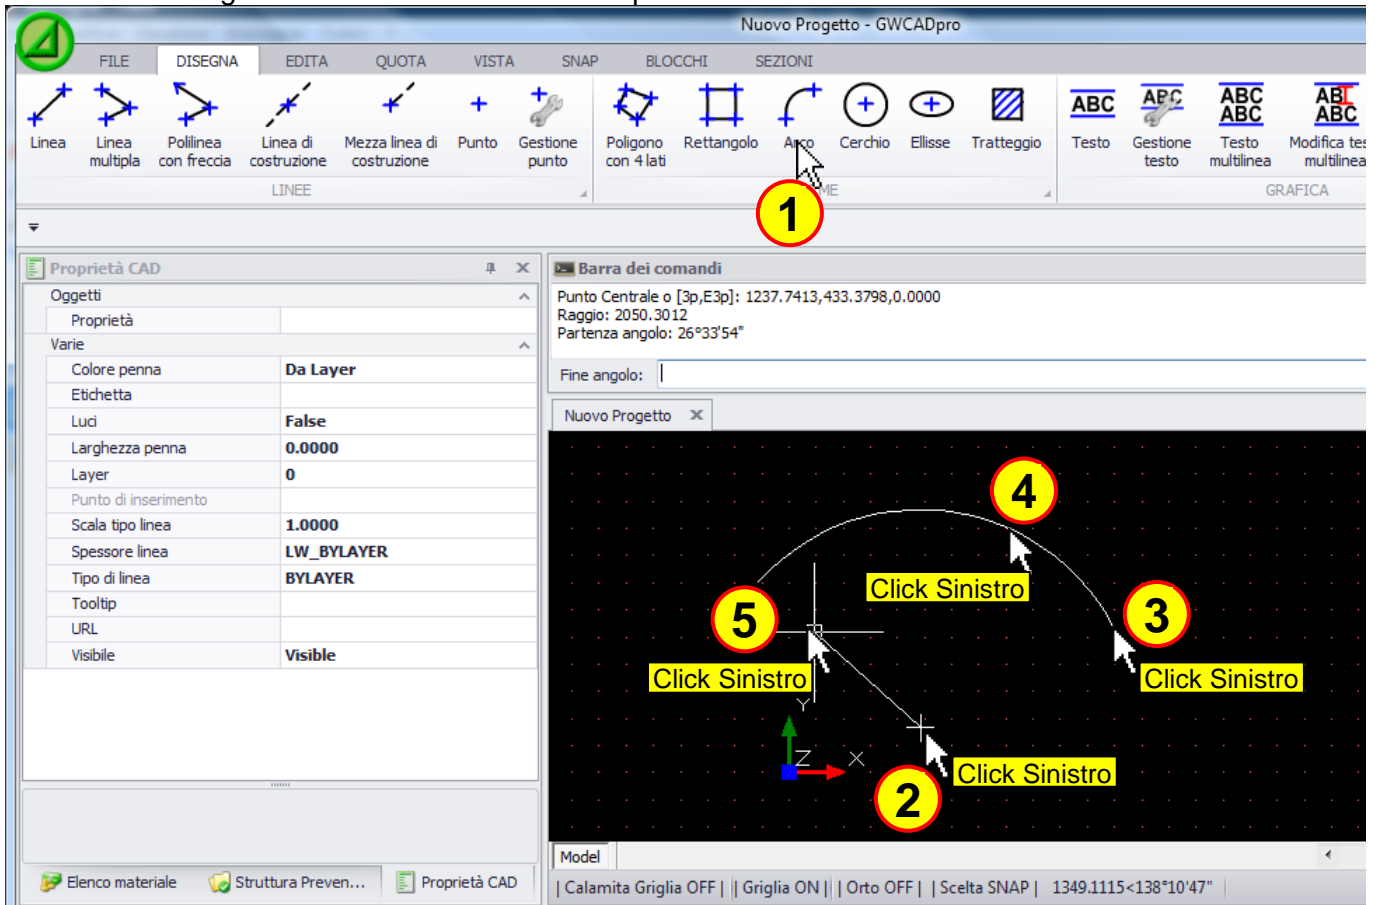 Nuovo Progetto - GWCADpro
FILE DISEGNA EDITA QUOTA VISTA SNAP BLOCCHI SEZIONI
ABC ABC ABC ABC AB ABC
Linea Linea multipla Polilinea con freccia Linea di costruzione Mezza linea di costruzione Punto Gestione punto Poligono con 4 lati Rettangolo Arco Cerchio Ellisse Tratteggio Testo Gestione testo Testo multilinea Modifica multilinea
LINEE GRAFICA
1
Proprietà CAD
Oggetti
Proprietà
Varie
Colore penna Da Layer
Etichetta
Luci False
Larghezza penna 0.0000
Layer 0
Punto di inserimento
Scala tipo linea 1.0000
Spessore linea LW_BYLAYER
Tipo di linea BYLAYER
Tooltip
URL
Visibile Visible
Elenco materiale Struttura Preven... Proprietà CAD
Barra dei comandi
Punto Centrale o [3p,E3p]: 1237.7413,433.3798,0.0000
Raggio: 2050.3012
Partenza angolo: 26°33'54"
Fine angolo:
Nuovo Progetto
4
Click Sinistro
3
Click Sinistro
5
Click Sinistro
Y
Z X
Click Sinistro
2
Model
| Calamita Griglia OFF | | Griglia ON | | Orto OFF | | Scelta SNAP | 1349.1115<138°10'47"